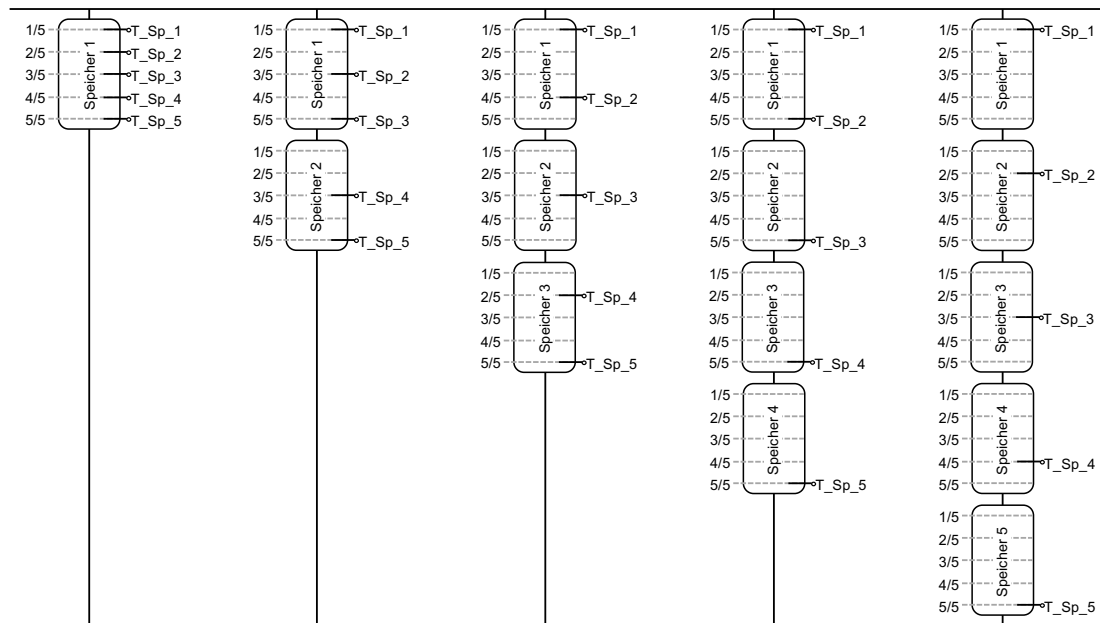 1/5 T_Sp_1
2/5 T_Sp_2
3/5 T_Sp_3
4/5 T_Sp_4
5/5 T_Sp_5
Speicher 1
1/5 T_Sp_1
2/5
3/5 T_Sp_2
4/5
5/5 T_Sp_3
Speicher 1
1/5
2/5
3/5 T_Sp_4
4/5
5/5 T_Sp_5
Speicher 2
1/5 T_Sp_1
2/5
3/5
4/5 T_Sp_2
5/5
Speicher 1
1/5
2/5
3/5 T_Sp_3
4/5
5/5
Speicher 2
1/5
2/5 T_Sp_4
3/5
4/5
5/5 T_Sp_5
Speicher 3
1/5 T_Sp_1
2/5
3/5
4/5
5/5 T_Sp_2
Speicher 1
1/5
2/5
3/5
4/5
5/5 T_Sp_3
Speicher 2
1/5
2/5
3/5
4/5
5/5 T_Sp_4
Speicher 3
1/5
2/5
3/5
4/5
5/5 T_Sp_5
Speicher 4
1/5 T_Sp_1
2/5
3/5
4/5
5/5
Speicher 1
1/5
2/5 T_Sp_2
3/5
4/5
5/5
Speicher 2
1/5
2/5
3/5 T_Sp_3
4/5
5/5
Speicher 3
1/5
2/5
3/5
4/5 T_Sp_4
5/5
Speicher 4
1/5
2/5
3/5
4/5
5/5 T_Sp_5
Speicher 5